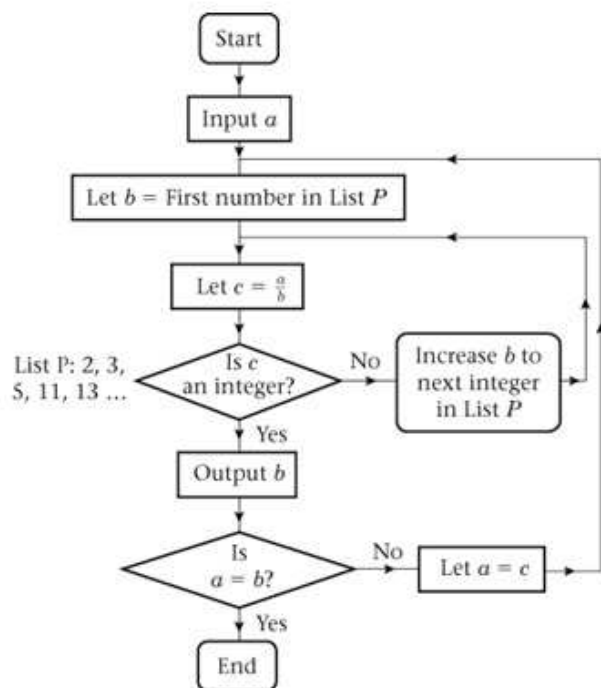 Start
Input a
Let b = First number in List P
Let c = a/b
List P: 2, 3,
5, 11, 13 ...
Is c
an integer?
No
Increase b to
next integer
in List P
Yes
Output b
Is
a = b?
No
Let a = c
Yes
End